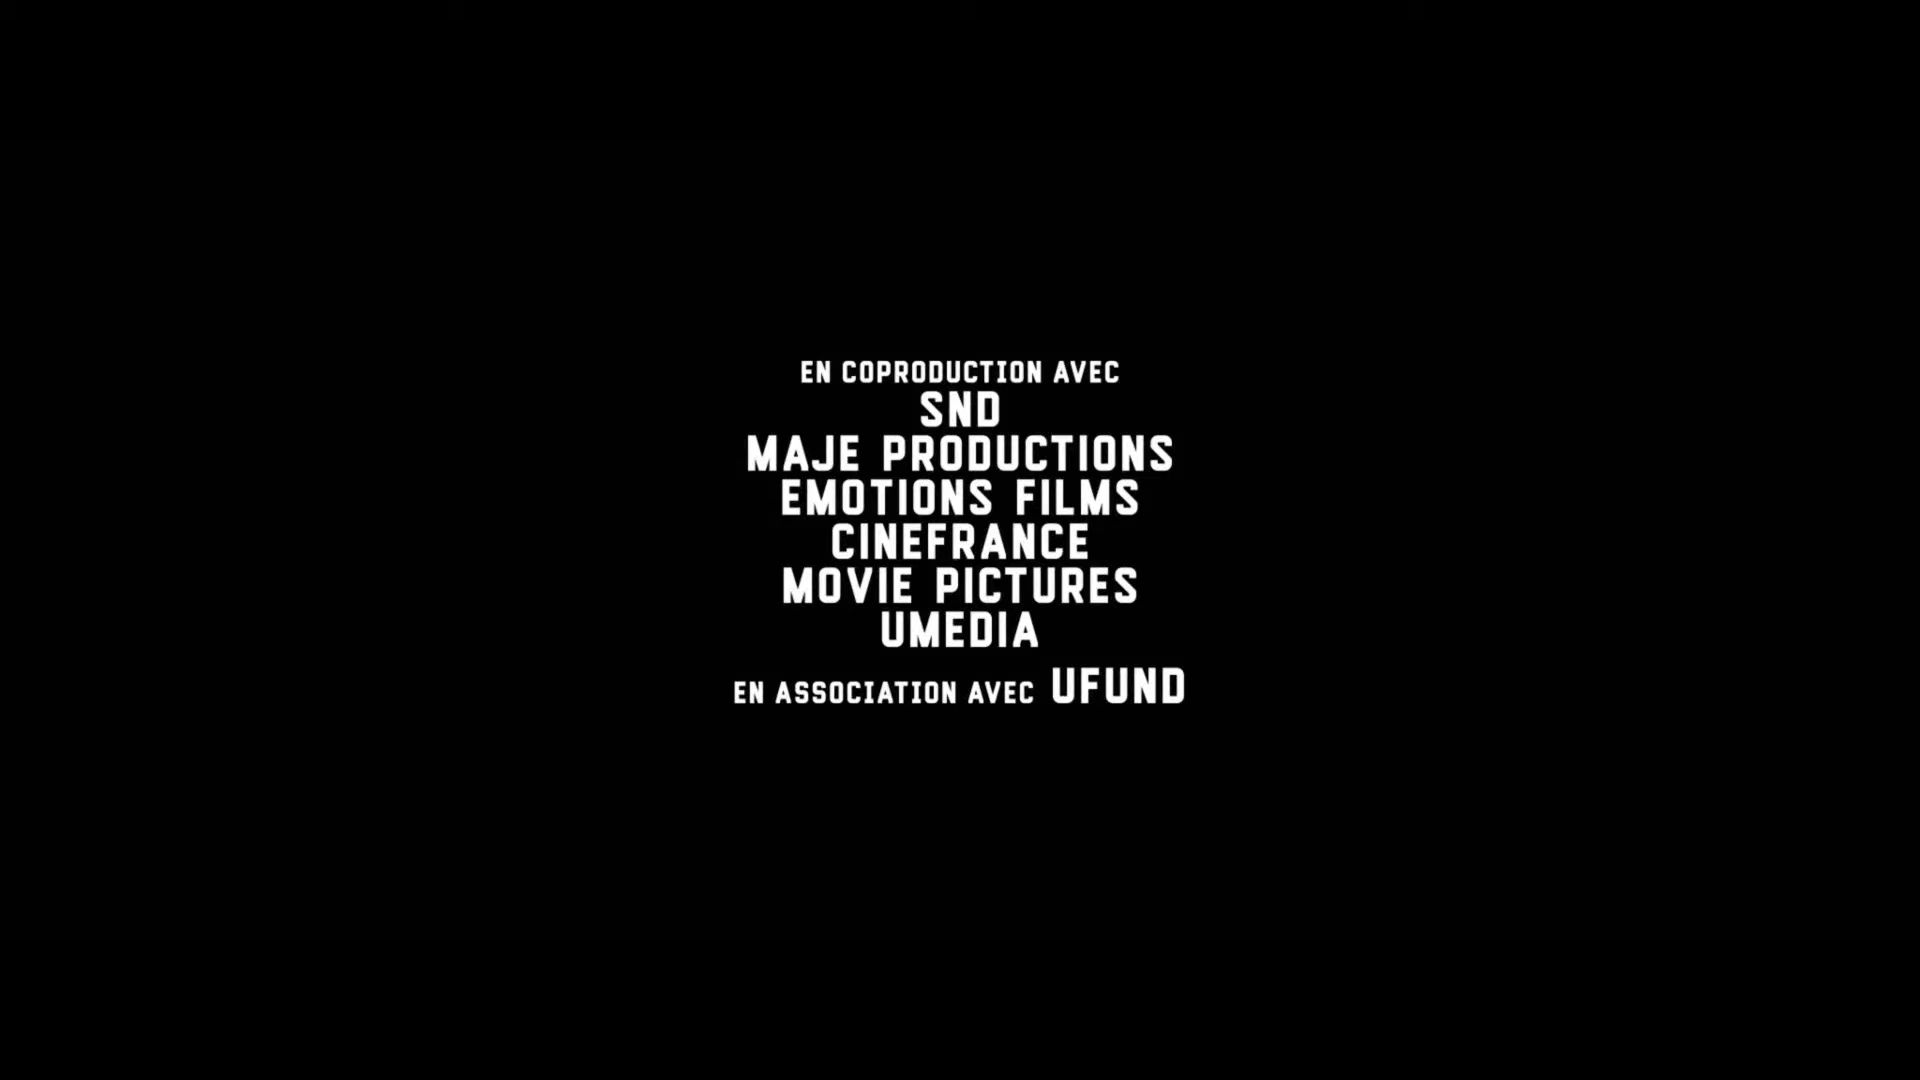 EN COPRODUCTION AVEC
SND
MAJE PRODUCTIONS
EMOTIONS FILMS
CINEFRANCE
MOVIE PICTURES
UMEDIA
EN ASSOCIATION AVEC UFUND